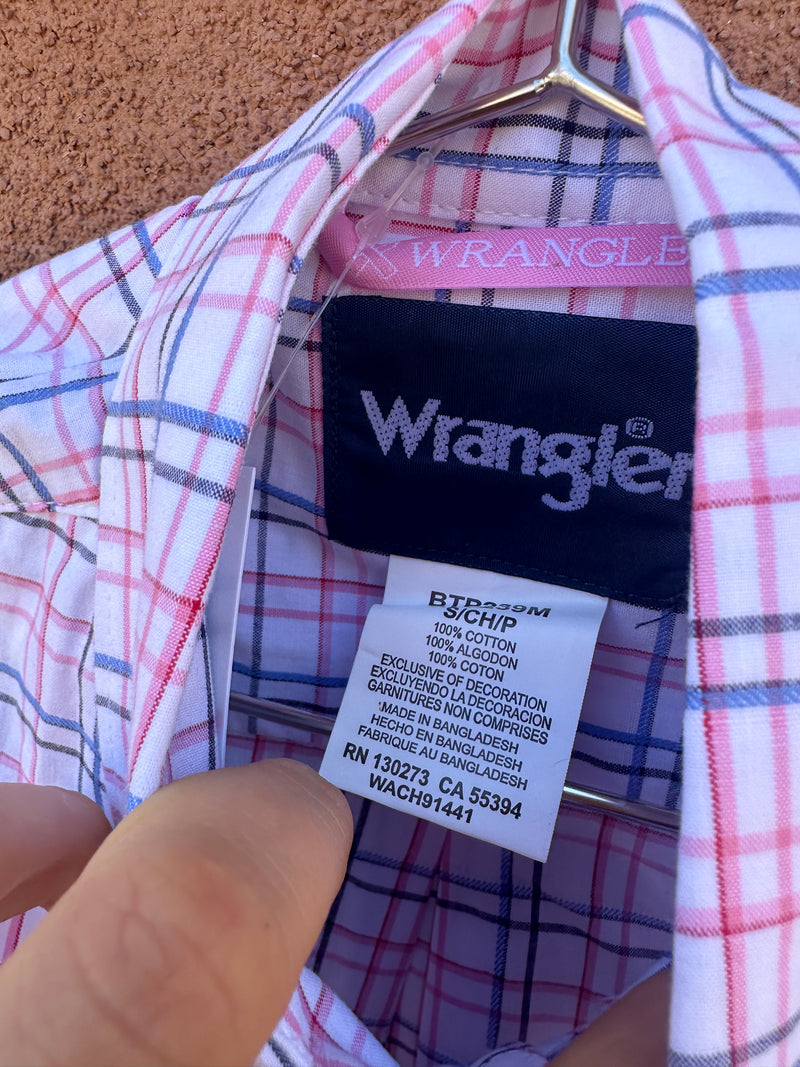 WRANGLE
Wrangler
BTD239M
S/CH/P
100% COTTON
100% ALGODON
100% COTON
EXCLUSIVE OF DECORATION
EXCLUYENDO LA DECORACION
GARNITURES NON COMPRISES
MADE IN BANGLADESH
HECHO EN BANGLADESH
FABRIQUE AU BANGLADESH
RN 130273 CA 55394
WACH91441